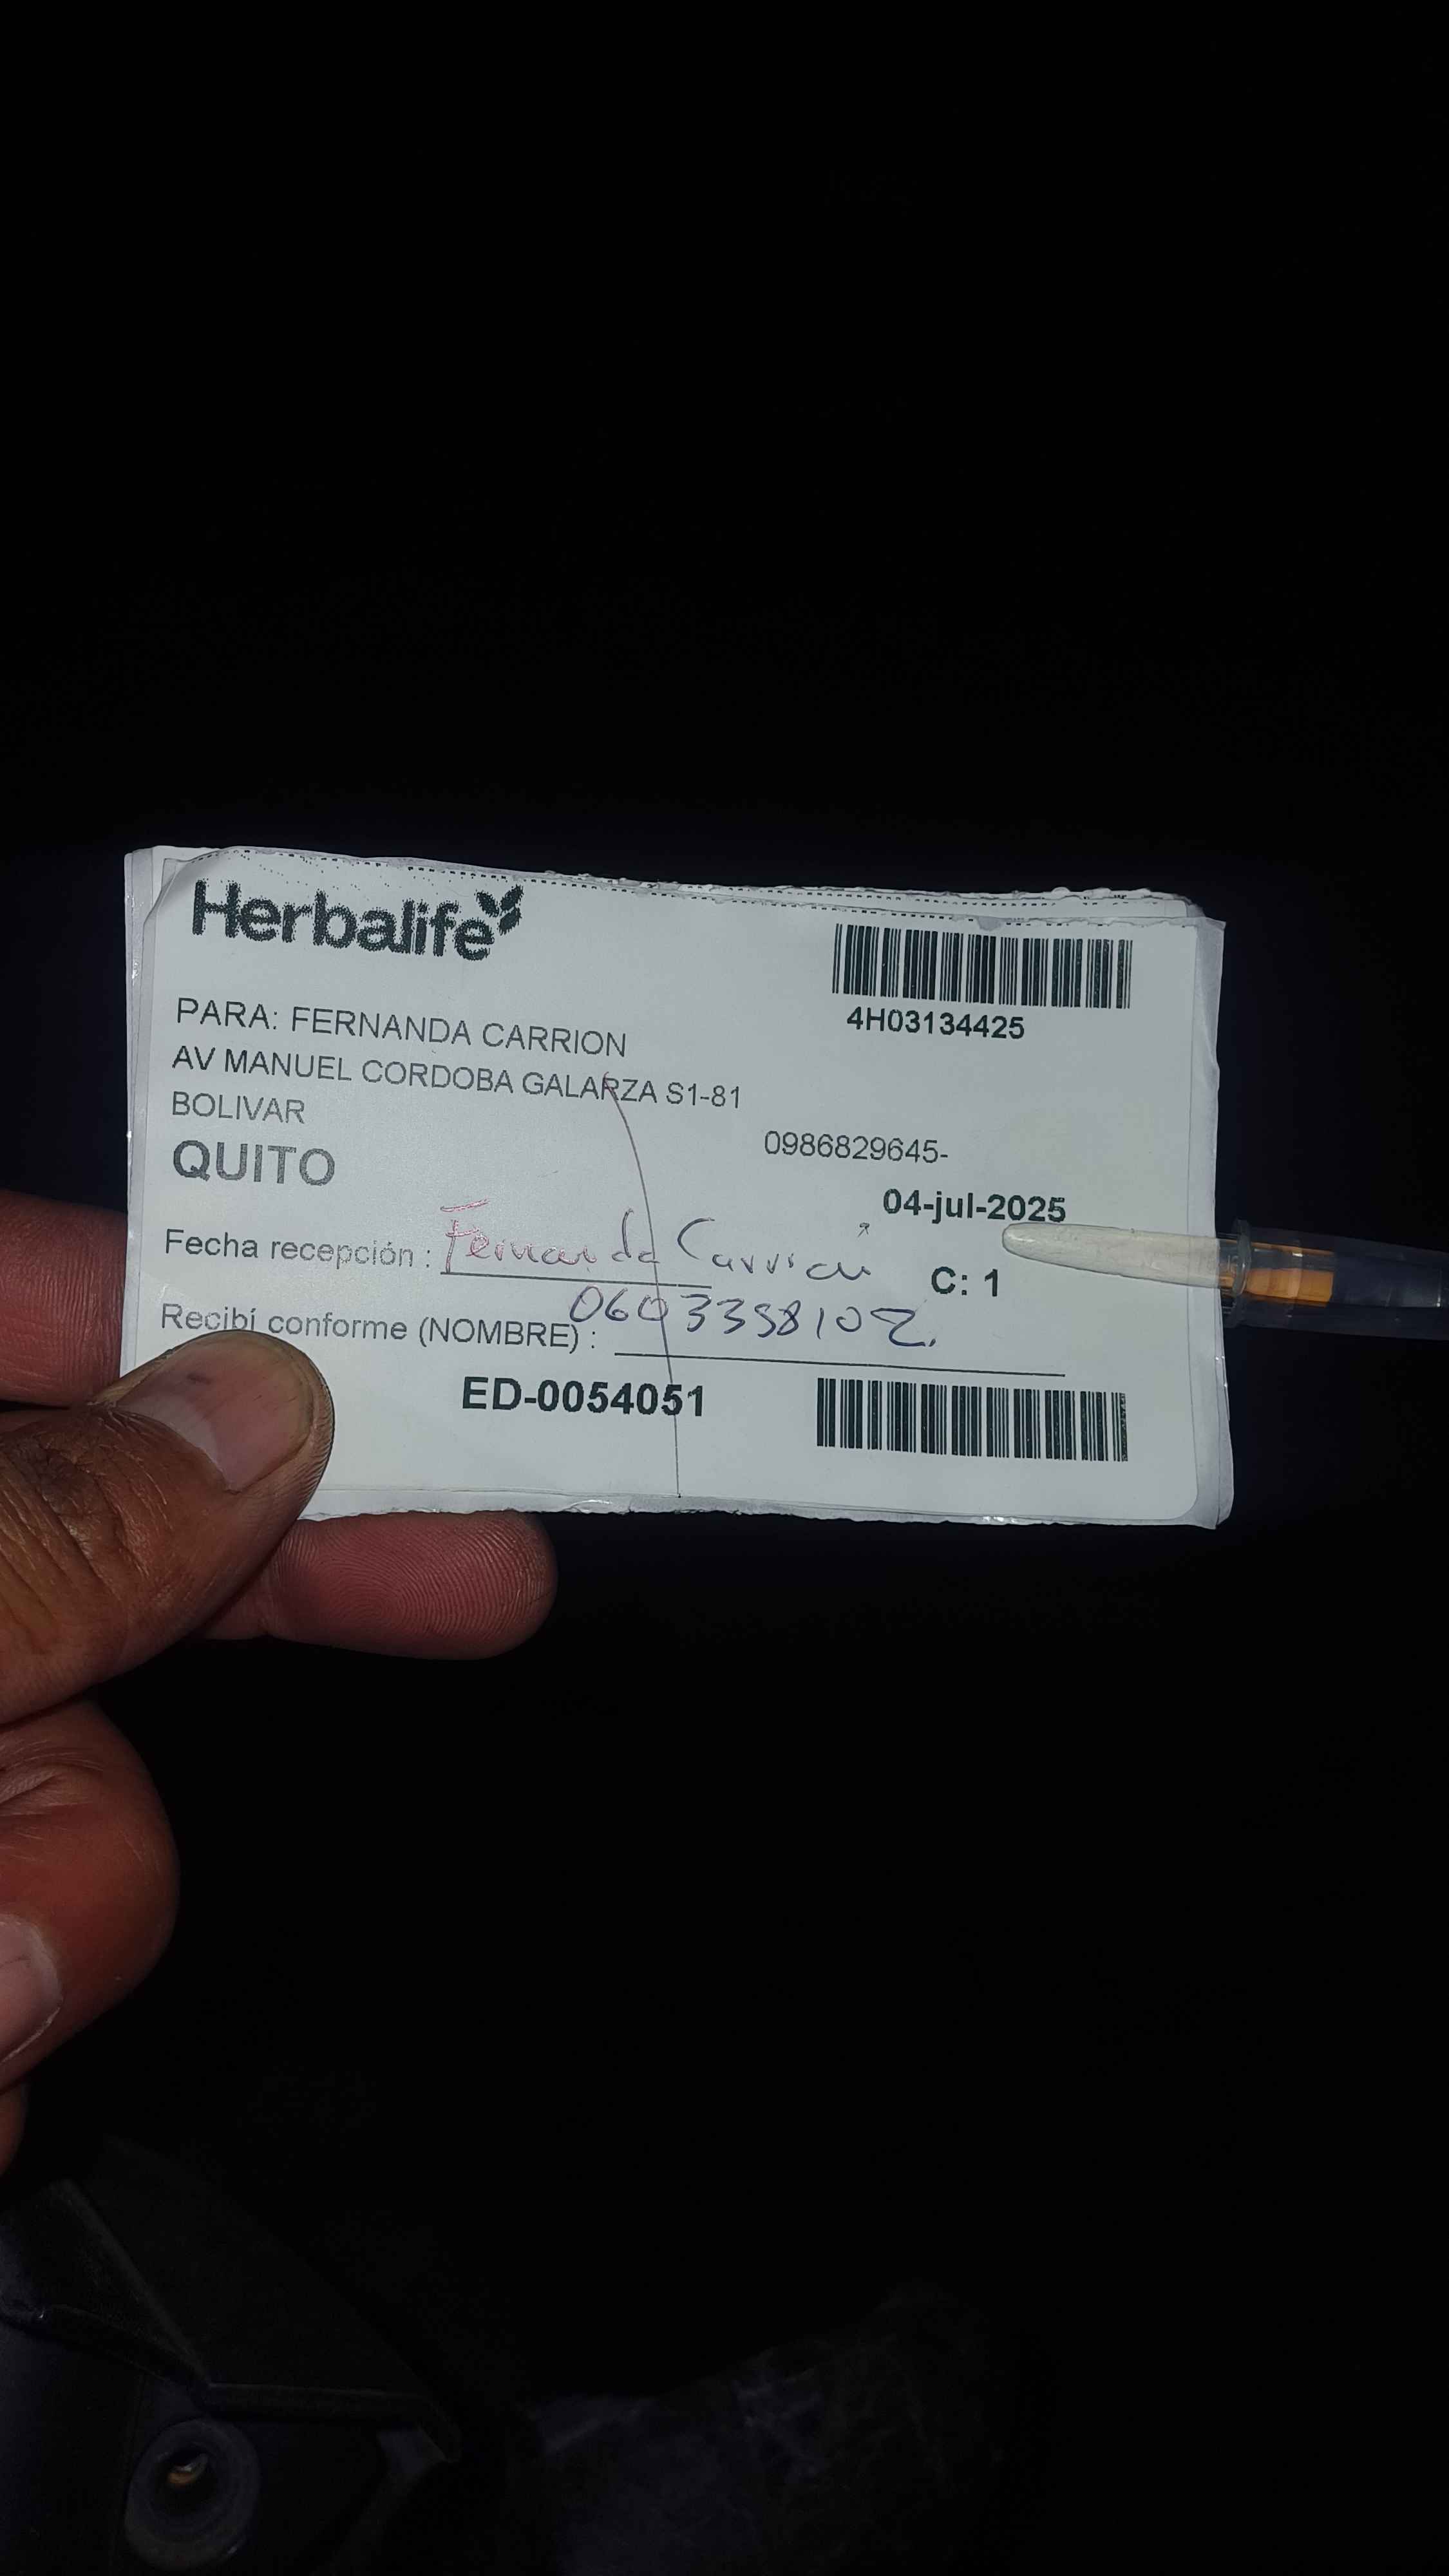 Herbalife
4H03134425
PARA: FERNANDA CARRION
AV MANUEL CORDOBA GALARZA S1-81
BOLIVAR
0986829645-
QUITO
04-jul-2025
Fecha recepción : Fernanda Carrion
C: 1
Recibí conforme (NOMBRE) : 0603358102.
ED-0054051